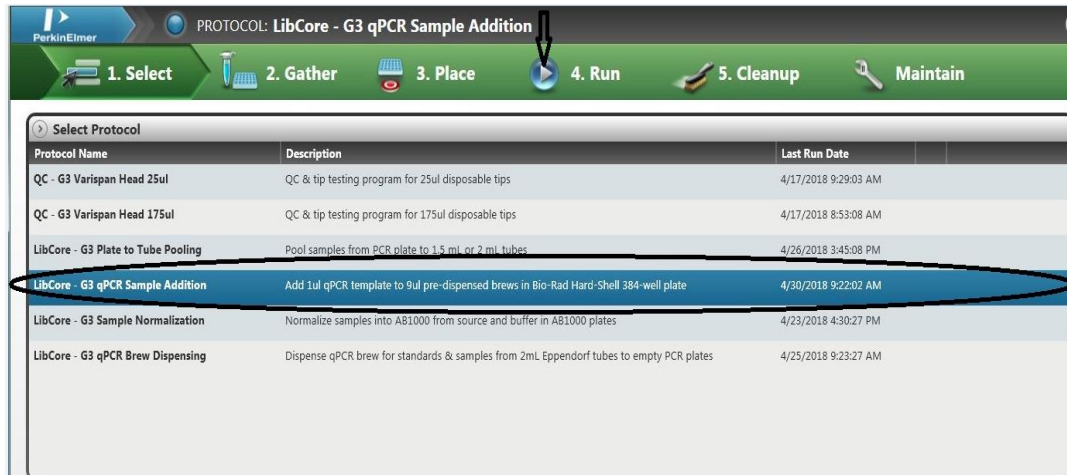 PerkinElmer
PROTOCOL: LibCore - G3 qPCR Sample Addition
1. Select 2. Gather 3. Place 4. Run 5. Cleanup Maintain
Select Protocol
Protocol Name Description Last Run Date
QC - G3 Varispan Head 25ul QC & tip testing program for 25ul disposable tips 4/17/2018 9:29:03 AM
QC - G3 Varispan Head 175ul QC & tip testing program for 175ul disposable tips 4/17/2018 8:53:08 AM
LibCore - G3 Plate to Tube Pooling Pool samples from PCR plate to 1.5 mL or 2 mL tubes 4/26/2018 3:45:08 PM
LibCore - G3 qPCR Sample Addition Add 1ul qPCR template to 9ul pre-dispensed brews in Bio-Rad Hard-Shell 384-well plate 4/30/2018 9:22:02 AM
LibCore - G3 Sample Normalization Normalize samples into AB1000 from source and buffer in AB1000 plates 4/23/2018 4:30:27 PM
LibCore - G3 qPCR Brew Dispensing Dispense qPCR brew for standards & samples from 2mL Eppendorf tubes to empty PCR plates 4/25/2018 9:23:27 AM